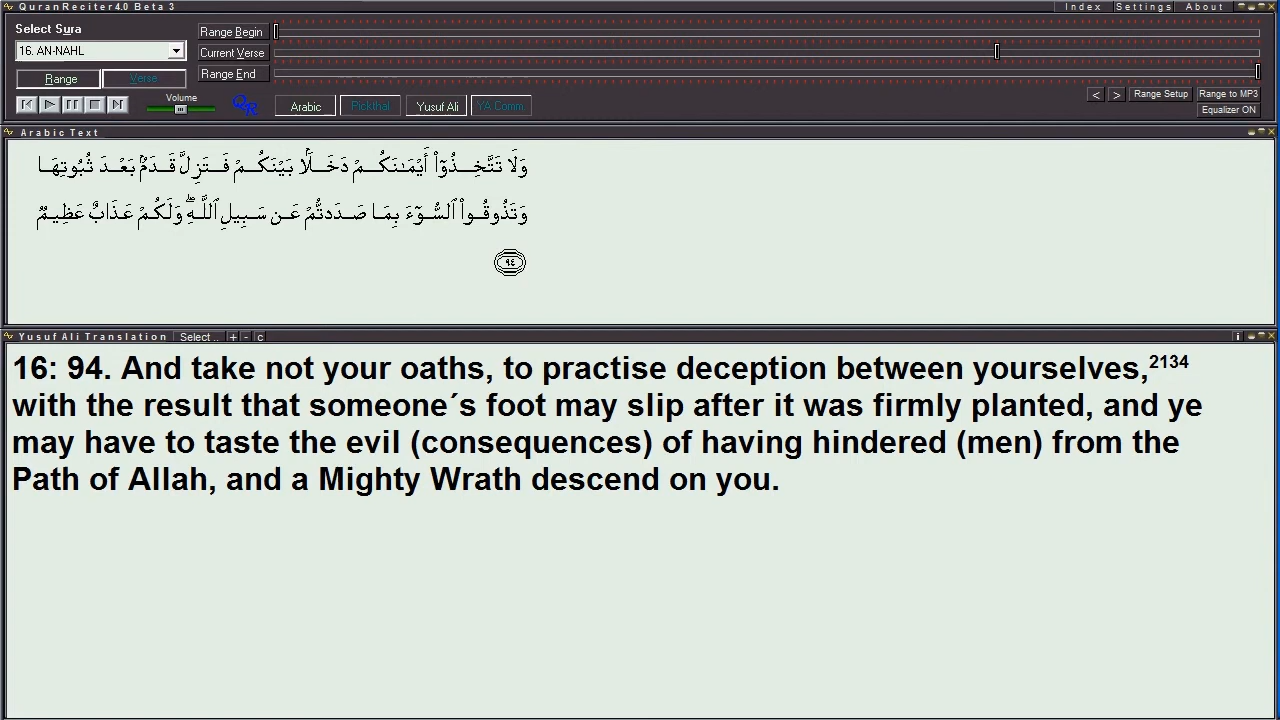 QuranReciter4.0 Beta 3
Index Settings About
Select Sura
16. AN-NAHL
Range Verse
Range Begin
Current Verse
Range End
Volume
QR
Arabic Pickthal Yusuf Ali YA Comm
< > Range Setup Range to MP3
Equalizer ON
Arabic Text
وَلَا تَتَّخِذُوٓا۟ أَيْمَـٰنَكُمْ دَخَلًۢا بَيْنَكُمْ فَتَزِلَّ قَدَمٌۢ بَعْدَ ثُبُوتِهَا
وَتَذُوقُوا۟ ٱلسُّوٓءَ بِمَا صَدَدتُّمْ عَن سَبِيلِ ٱللَّهِ ۖ وَلَكُمْ عَذَابٌ عَظِيمٌ
٩٤
Yusuf Ali Translation Select .. + - c i
16: 94. And take not your oaths, to practise deception between yourselves,2134
with the result that someone´s foot may slip after it was firmly planted, and ye
may have to taste the evil (consequences) of having hindered (men) from the
Path of Allah, and a Mighty Wrath descend on you.